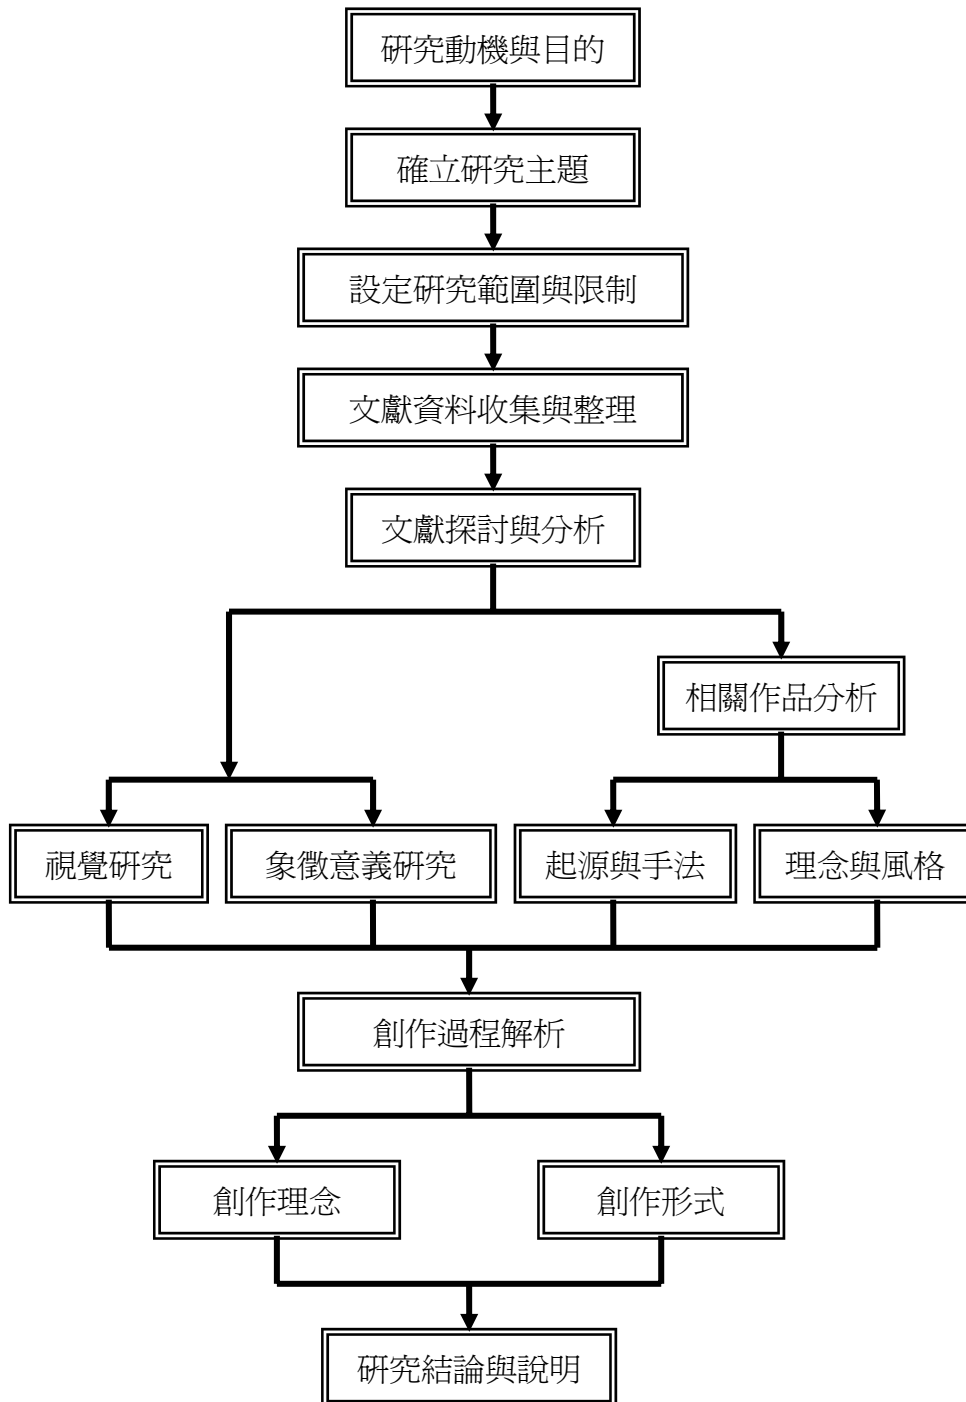 研究動機與目的
確立研究主題
設定研究範圍與限制
文獻資料收集與整理
文獻探討與分析
相關作品分析
視覺研究
象徵意義研究
起源與手法
理念與風格
創作過程解析
創作理念
創作形式
研究結論與說明